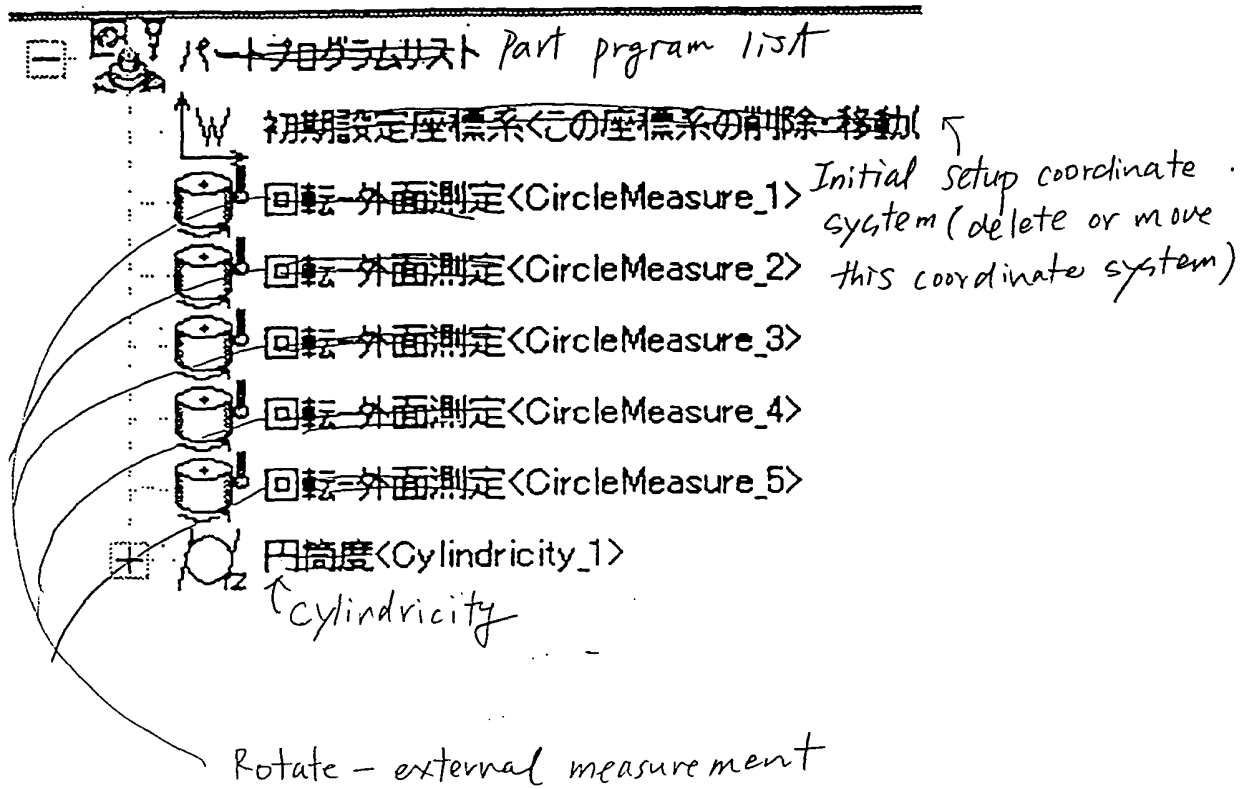 パートプログラムリスト Part prgram list
W 初期設定座標系<元の座標系の削除・移動(
Initial setup coordinate
system (delete or move
this coordinate system)
回転-外面測定<CircleMeasure_1>
回転-外面測定<CircleMeasure_2>
回転-外面測定<CircleMeasure_3>
回転-外面測定<CircleMeasure_4>
回転-外面測定<CircleMeasure_5>
円筒度<Cylindricity_1>
Cylindricity
Rotate - external measurement